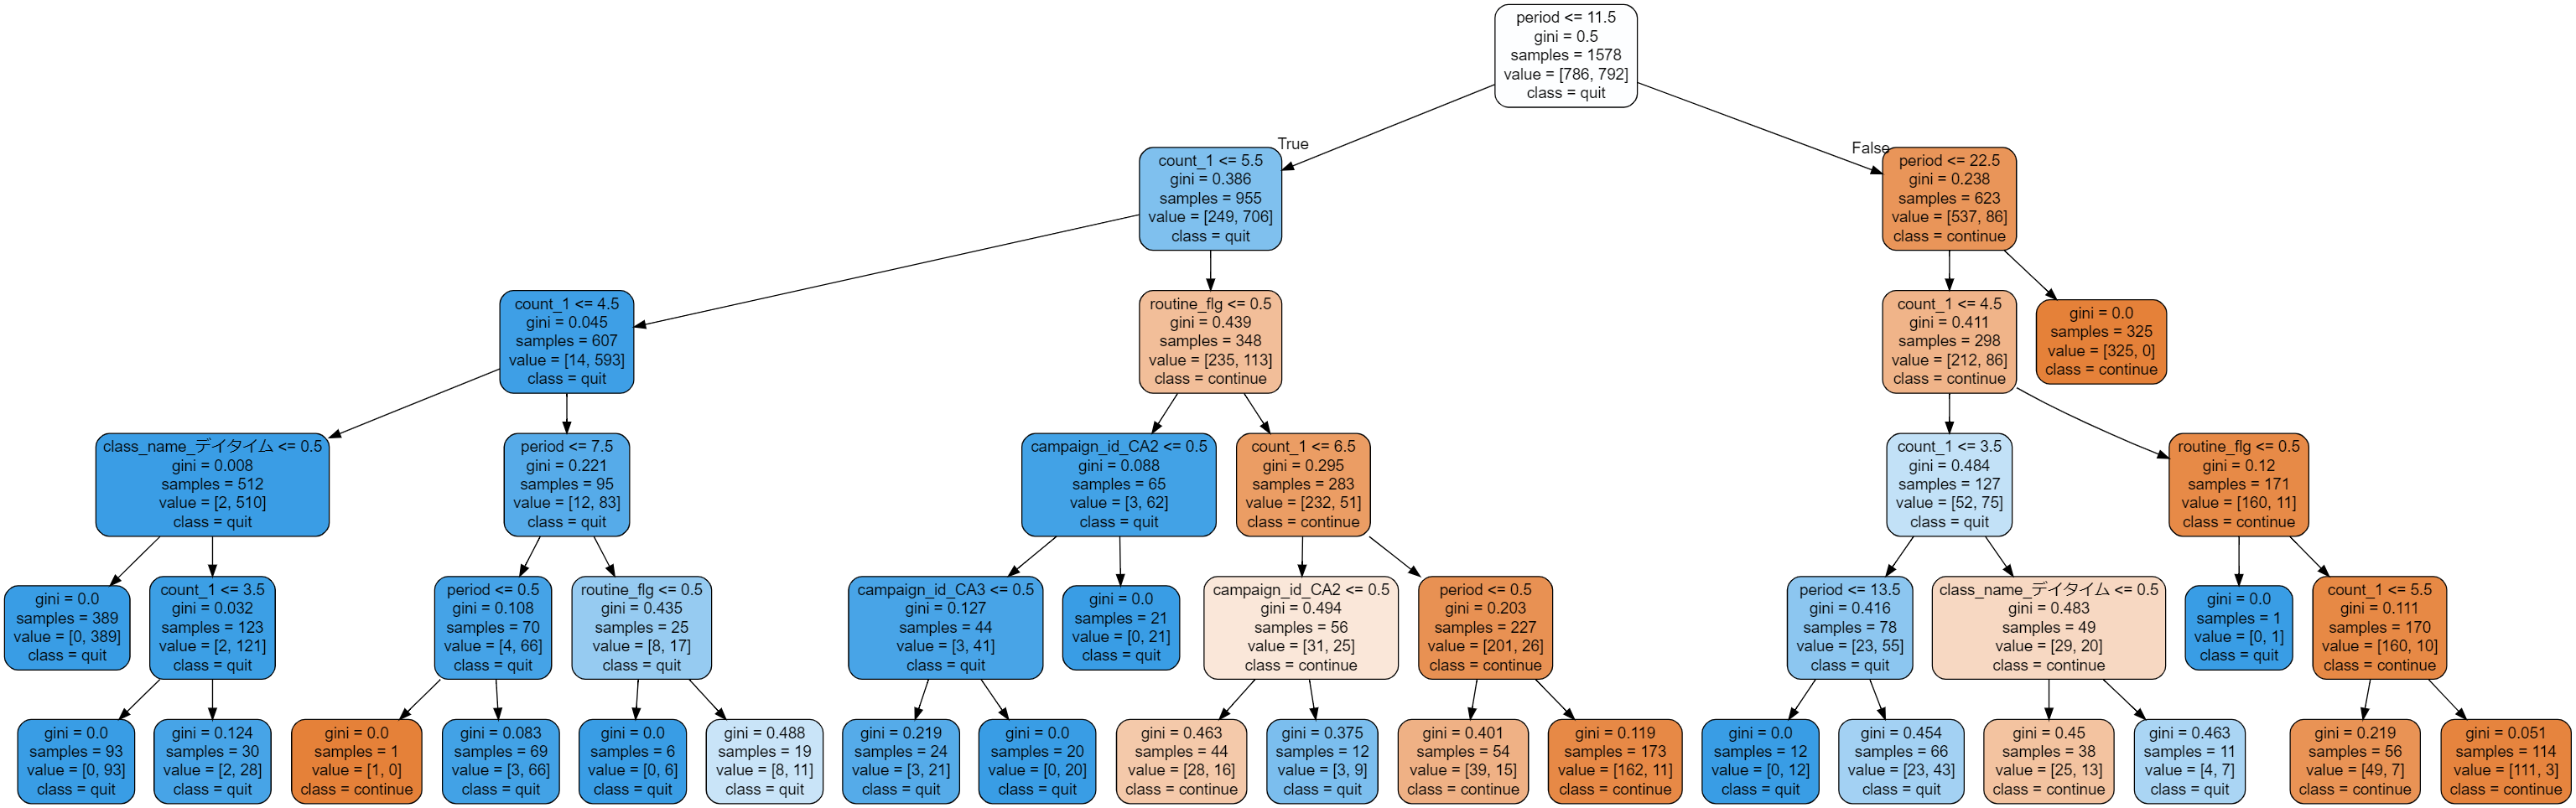 period <= 11.5
gini = 0.5
samples = 1578
value = [786, 792]
class = quit
True
False
count_1 <= 5.5
gini = 0.386
samples = 955
value = [249, 706]
class = quit
period <= 22.5
gini = 0.238
samples = 623
value = [537, 86]
class = continue
count_1 <= 4.5
gini = 0.045
samples = 607
value = [14, 593]
class = quit
routine_flg <= 0.5
gini = 0.439
samples = 348
value = [235, 113]
class = continue
count_1 <= 4.5
gini = 0.411
samples = 298
value = [212, 86]
class = continue
gini = 0.0
samples = 325
value = [325, 0]
class = continue
class_name_デイタイム <= 0.5
gini = 0.008
samples = 512
value = [2, 510]
class = quit
period <= 7.5
gini = 0.221
samples = 95
value = [12, 83]
class = quit
campaign_id_CA2 <= 0.5
gini = 0.088
samples = 65
value = [3, 62]
class = quit
count_1 <= 6.5
gini = 0.295
samples = 283
value = [232, 51]
class = continue
count_1 <= 3.5
gini = 0.484
samples = 127
value = [52, 75]
class = quit
routine_flg <= 0.5
gini = 0.12
samples = 171
value = [160, 11]
class = continue
gini = 0.0
samples = 389
value = [0, 389]
class = quit
count_1 <= 3.5
gini = 0.032
samples = 123
value = [2, 121]
class = quit
period <= 0.5
gini = 0.108
samples = 70
value = [4, 66]
class = quit
routine_flg <= 0.5
gini = 0.435
samples = 25
value = [8, 17]
class = quit
campaign_id_CA3 <= 0.5
gini = 0.127
samples = 44
value = [3, 41]
class = quit
gini = 0.0
samples = 21
value = [0, 21]
class = quit
campaign_id_CA2 <= 0.5
gini = 0.494
samples = 56
value = [31, 25]
class = continue
period <= 0.5
gini = 0.203
samples = 227
value = [201, 26]
class = continue
period <= 13.5
gini = 0.416
samples = 78
value = [23, 55]
class = quit
class_name_デイタイム <= 0.5
gini = 0.483
samples = 49
value = [29, 20]
class = continue
gini = 0.0
samples = 1
value = [0, 1]
class = quit
count_1 <= 5.5
gini = 0.111
samples = 170
value = [160, 10]
class = continue
gini = 0.0
samples = 93
value = [0, 93]
class = quit
gini = 0.124
samples = 30
value = [2, 28]
class = quit
gini = 0.0
samples = 1
value = [1, 0]
class = continue
gini = 0.083
samples = 69
value = [3, 66]
class = quit
gini = 0.0
samples = 6
value = [0, 6]
class = quit
gini = 0.488
samples = 19
value = [8, 11]
class = quit
gini = 0.219
samples = 24
value = [3, 21]
class = quit
gini = 0.0
samples = 20
value = [0, 20]
class = quit
gini = 0.463
samples = 44
value = [28, 16]
class = continue
gini = 0.375
samples = 12
value = [3, 9]
class = quit
gini = 0.401
samples = 54
value = [39, 15]
class = continue
gini = 0.119
samples = 173
value = [162, 11]
class = continue
gini = 0.0
samples = 12
value = [0, 12]
class = quit
gini = 0.454
samples = 66
value = [23, 43]
class = quit
gini = 0.45
samples = 38
value = [25, 13]
class = continue
gini = 0.463
samples = 11
value = [4, 7]
class = quit
gini = 0.219
samples = 56
value = [49, 7]
class = continue
gini = 0.051
samples = 114
value = [111, 3]
class = continue